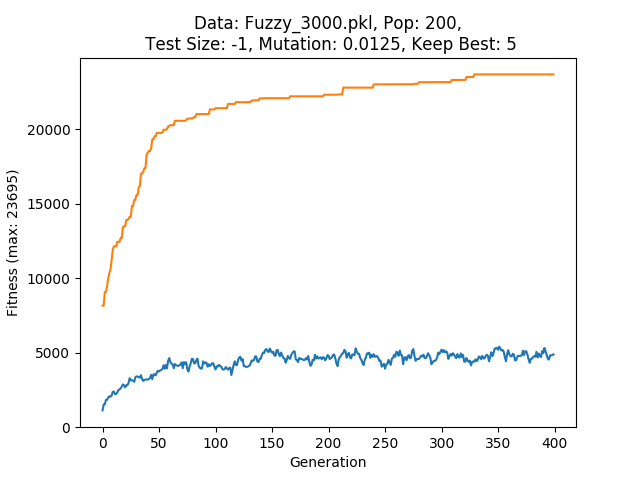 Data: Fuzzy_3000.pkl, Pop: 200,
Test Size: -1, Mutation: 0.0125, Keep Best: 5
Fitness (max: 23695)
20000
15000
10000
5000
0
0 50 100 150 200 250 300 350 400
Generation